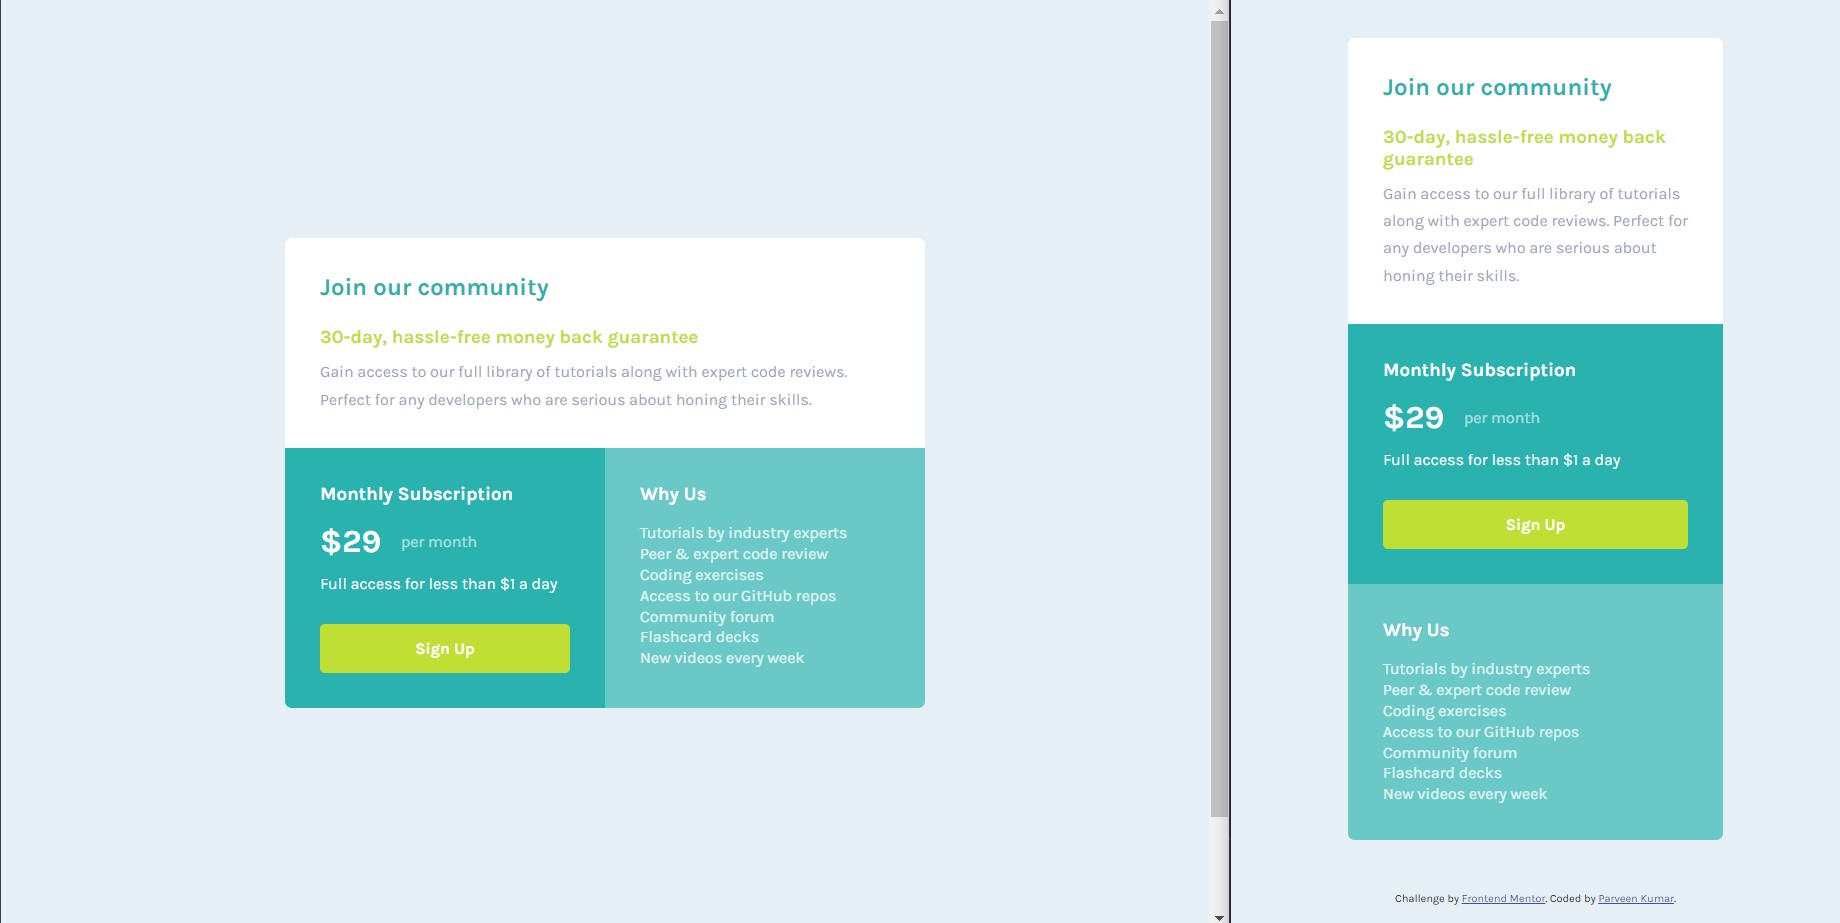 Join our community
30-day, hassle-free money back guarantee
Gain access to our full library of tutorials along with expert code reviews.
Perfect for any developers who are serious about honing their skills.
Monthly Subscription
$29 per month
Full access for less than $1 a day
Sign Up
Why Us
Tutorials by industry experts
Peer & expert code review
Coding exercises
Access to our GitHub repos
Community forum
Flashcard decks
New videos every week
Join our community
30-day, hassle-free money back
guarantee
Gain access to our full library of tutorials
along with expert code reviews. Perfect for
any developers who are serious about
honing their skills.
Monthly Subscription
$29 per month
Full access for less than $1 a day
Sign Up
Why Us
Tutorials by industry experts
Peer & expert code review
Coding exercises
Access to our GitHub repos
Community forum
Flashcard decks
New videos every week
Challenge by Frontend Mentor. Coded by Parveen Kumar.